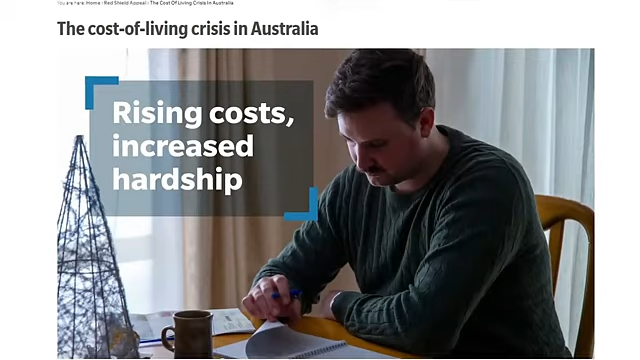 You are here: Home › Red Shield Appeal › The Cost Of Living Crisis In Australia
The cost-of-living crisis in Australia
Rising costs,
increased
hardship